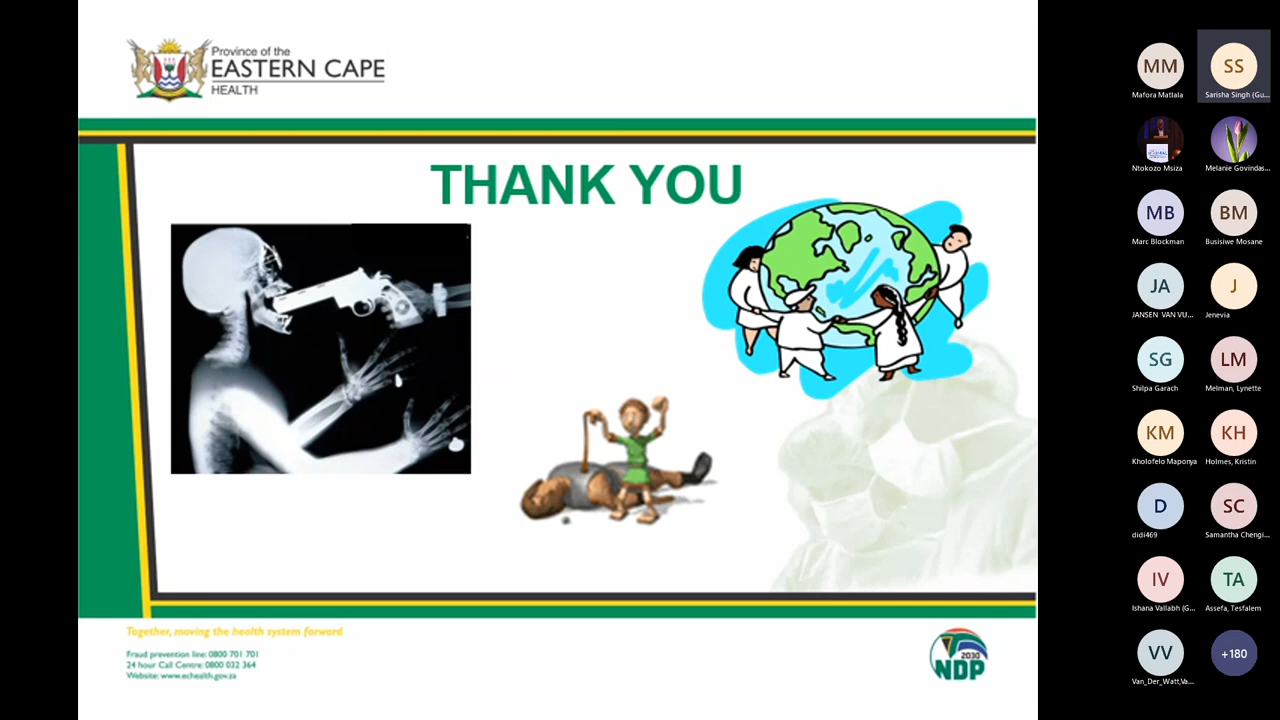 Province of the
EASTERN CAPE
HEALTH
THANK YOU
Together, moving the health system forward
Fraud prevention line: 0800 701 701
24 hour Call Centre: 0800 032 364
Website: www.echealth.gov.za
2030
NDP
MM
Mafora Matlala
SS
Sarisha Singh (Gu...
Ntokozo Msiza
Melanie Govindas...
MB
Marc Blockman
BM
Busisiwe Mosane
JA
JANSEN VAN VU...
J
Jenevia
SG
Shilpa Garach
LM
Melman, Lynette
KM
Kholofelo Maponya
KH
Holmes, Kristin
D
didi469
SC
Samantha Chengi...
IV
Ishana Vallabh (G...
TA
Assefa, Tesfalem
VV
Van_Der_Watt,Va...
+180